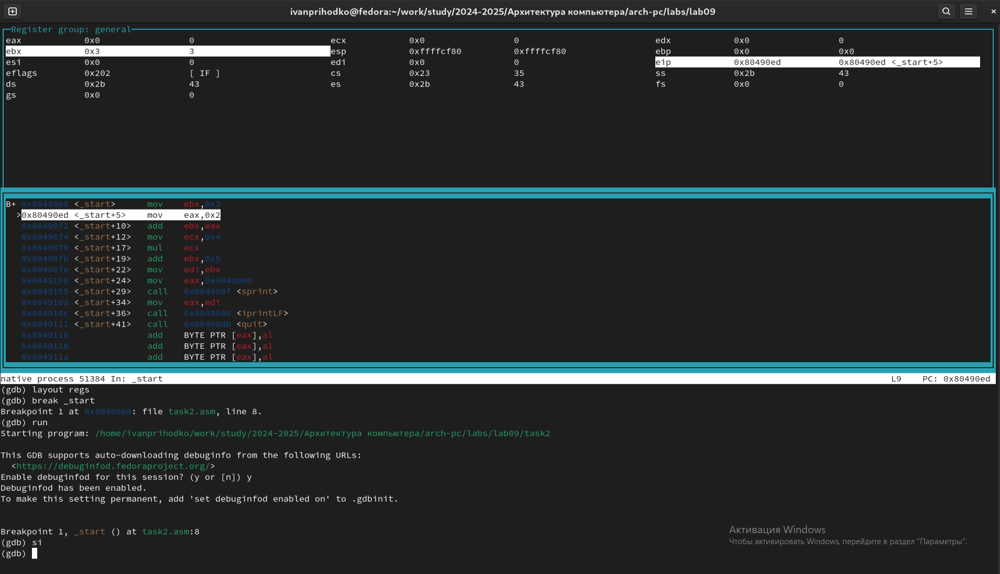 ivanprihodko@fedora:~/work/study/2024-2025/Архитектура компьютера/arch-pc/labs/lab09
Register group: general
eax 0x0 0 ecx 0x0 0 edx 0x0 0
ebx 0x3 3 esp 0xffffcf80 0xffffcf80 ebp 0x0 0x0
esi 0x0 0 edi 0x0 0 eip 0x80490ed 0x80490ed <_start+5>
eflags 0x202 [ IF ] cs 0x23 35 ss 0x2b 43
ds 0x2b 43 es 0x2b 43 fs 0x0 0
gs 0x0 0
B+ 0x80490e8 <_start> mov ebx,0x3
>0x80490ed <_start+5> mov eax,0x2
0x80490f2 <_start+10> add ebx,eax
0x80490f4 <_start+12> mov ecx,0x4
0x80490f9 <_start+17> mul ecx
0x80490fb <_start+19> add ebx,0x5
0x80490fe <_start+22> mov edi,ebx
0x8049100 <_start+24> mov eax,0x804a000
0x8049105 <_start+29> call 0x804900f <sprint>
0x804910a <_start+34> mov eax,edi
0x804910c <_start+36> call 0x8049086 <iprintLF>
0x8049111 <_start+41> call 0x80490db <quit>
0x8049116 add BYTE PTR [eax],al
0x8049118 add BYTE PTR [eax],al
0x804911a add BYTE PTR [eax],al
native process 51384 In: _start L9 PC: 0x80490ed
(gdb) layout regs
(gdb) break _start
Breakpoint 1 at 0x80490e8: file task2.asm, line 8.
(gdb) run
Starting program: /home/ivanprihodko/work/study/2024-2025/Архитектура компьютера/arch-pc/labs/lab09/task2
This GDB supports auto-downloading debuginfo from the following URLs:
<https://debuginfod.fedoraproject.org/>
Enable debuginfod for this session? (y or [n]) y
Debuginfod has been enabled.
To make this setting permanent, add 'set debuginfod enabled on' to .gdbinit.
Breakpoint 1, _start () at task2.asm:8
(gdb) si
(gdb)
Активация Windows
Чтобы активировать Windows, перейдите в раздел "Параметры".